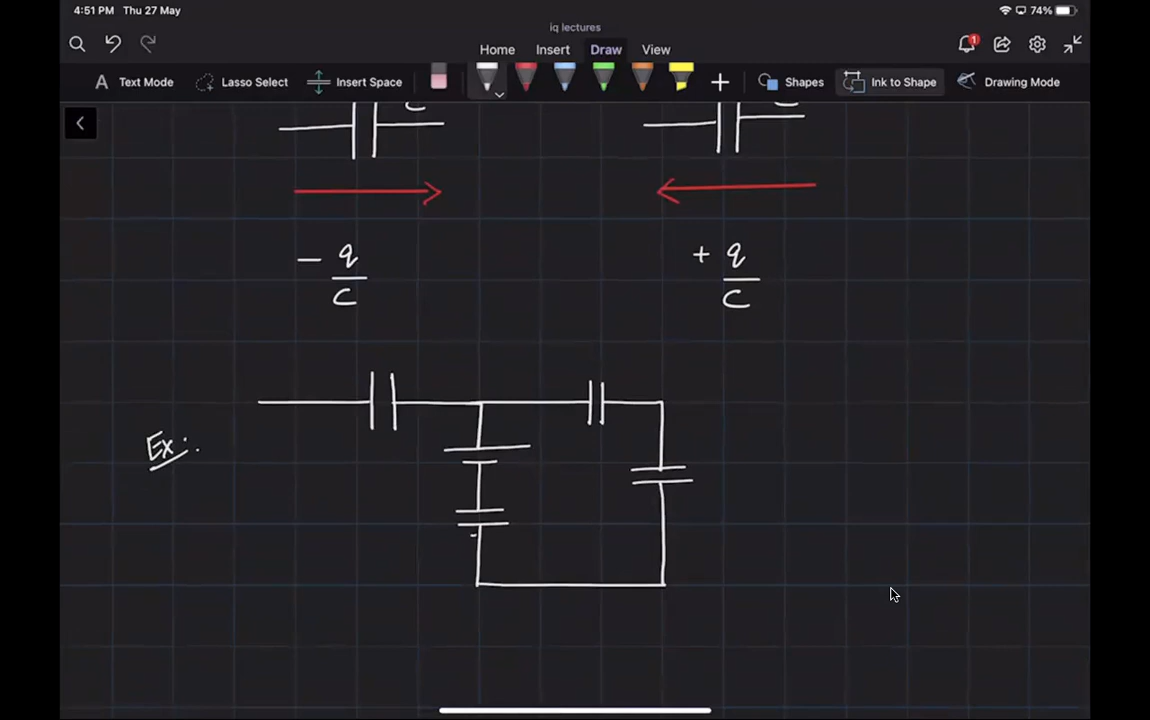 4:51 PM Thu 27 May
74%
iq lectures
Home Insert Draw View
1
A Text Mode Lasso Select Insert Space Shapes Ink to Shape Drawing Mode
- q/C + q/C
Ex:.